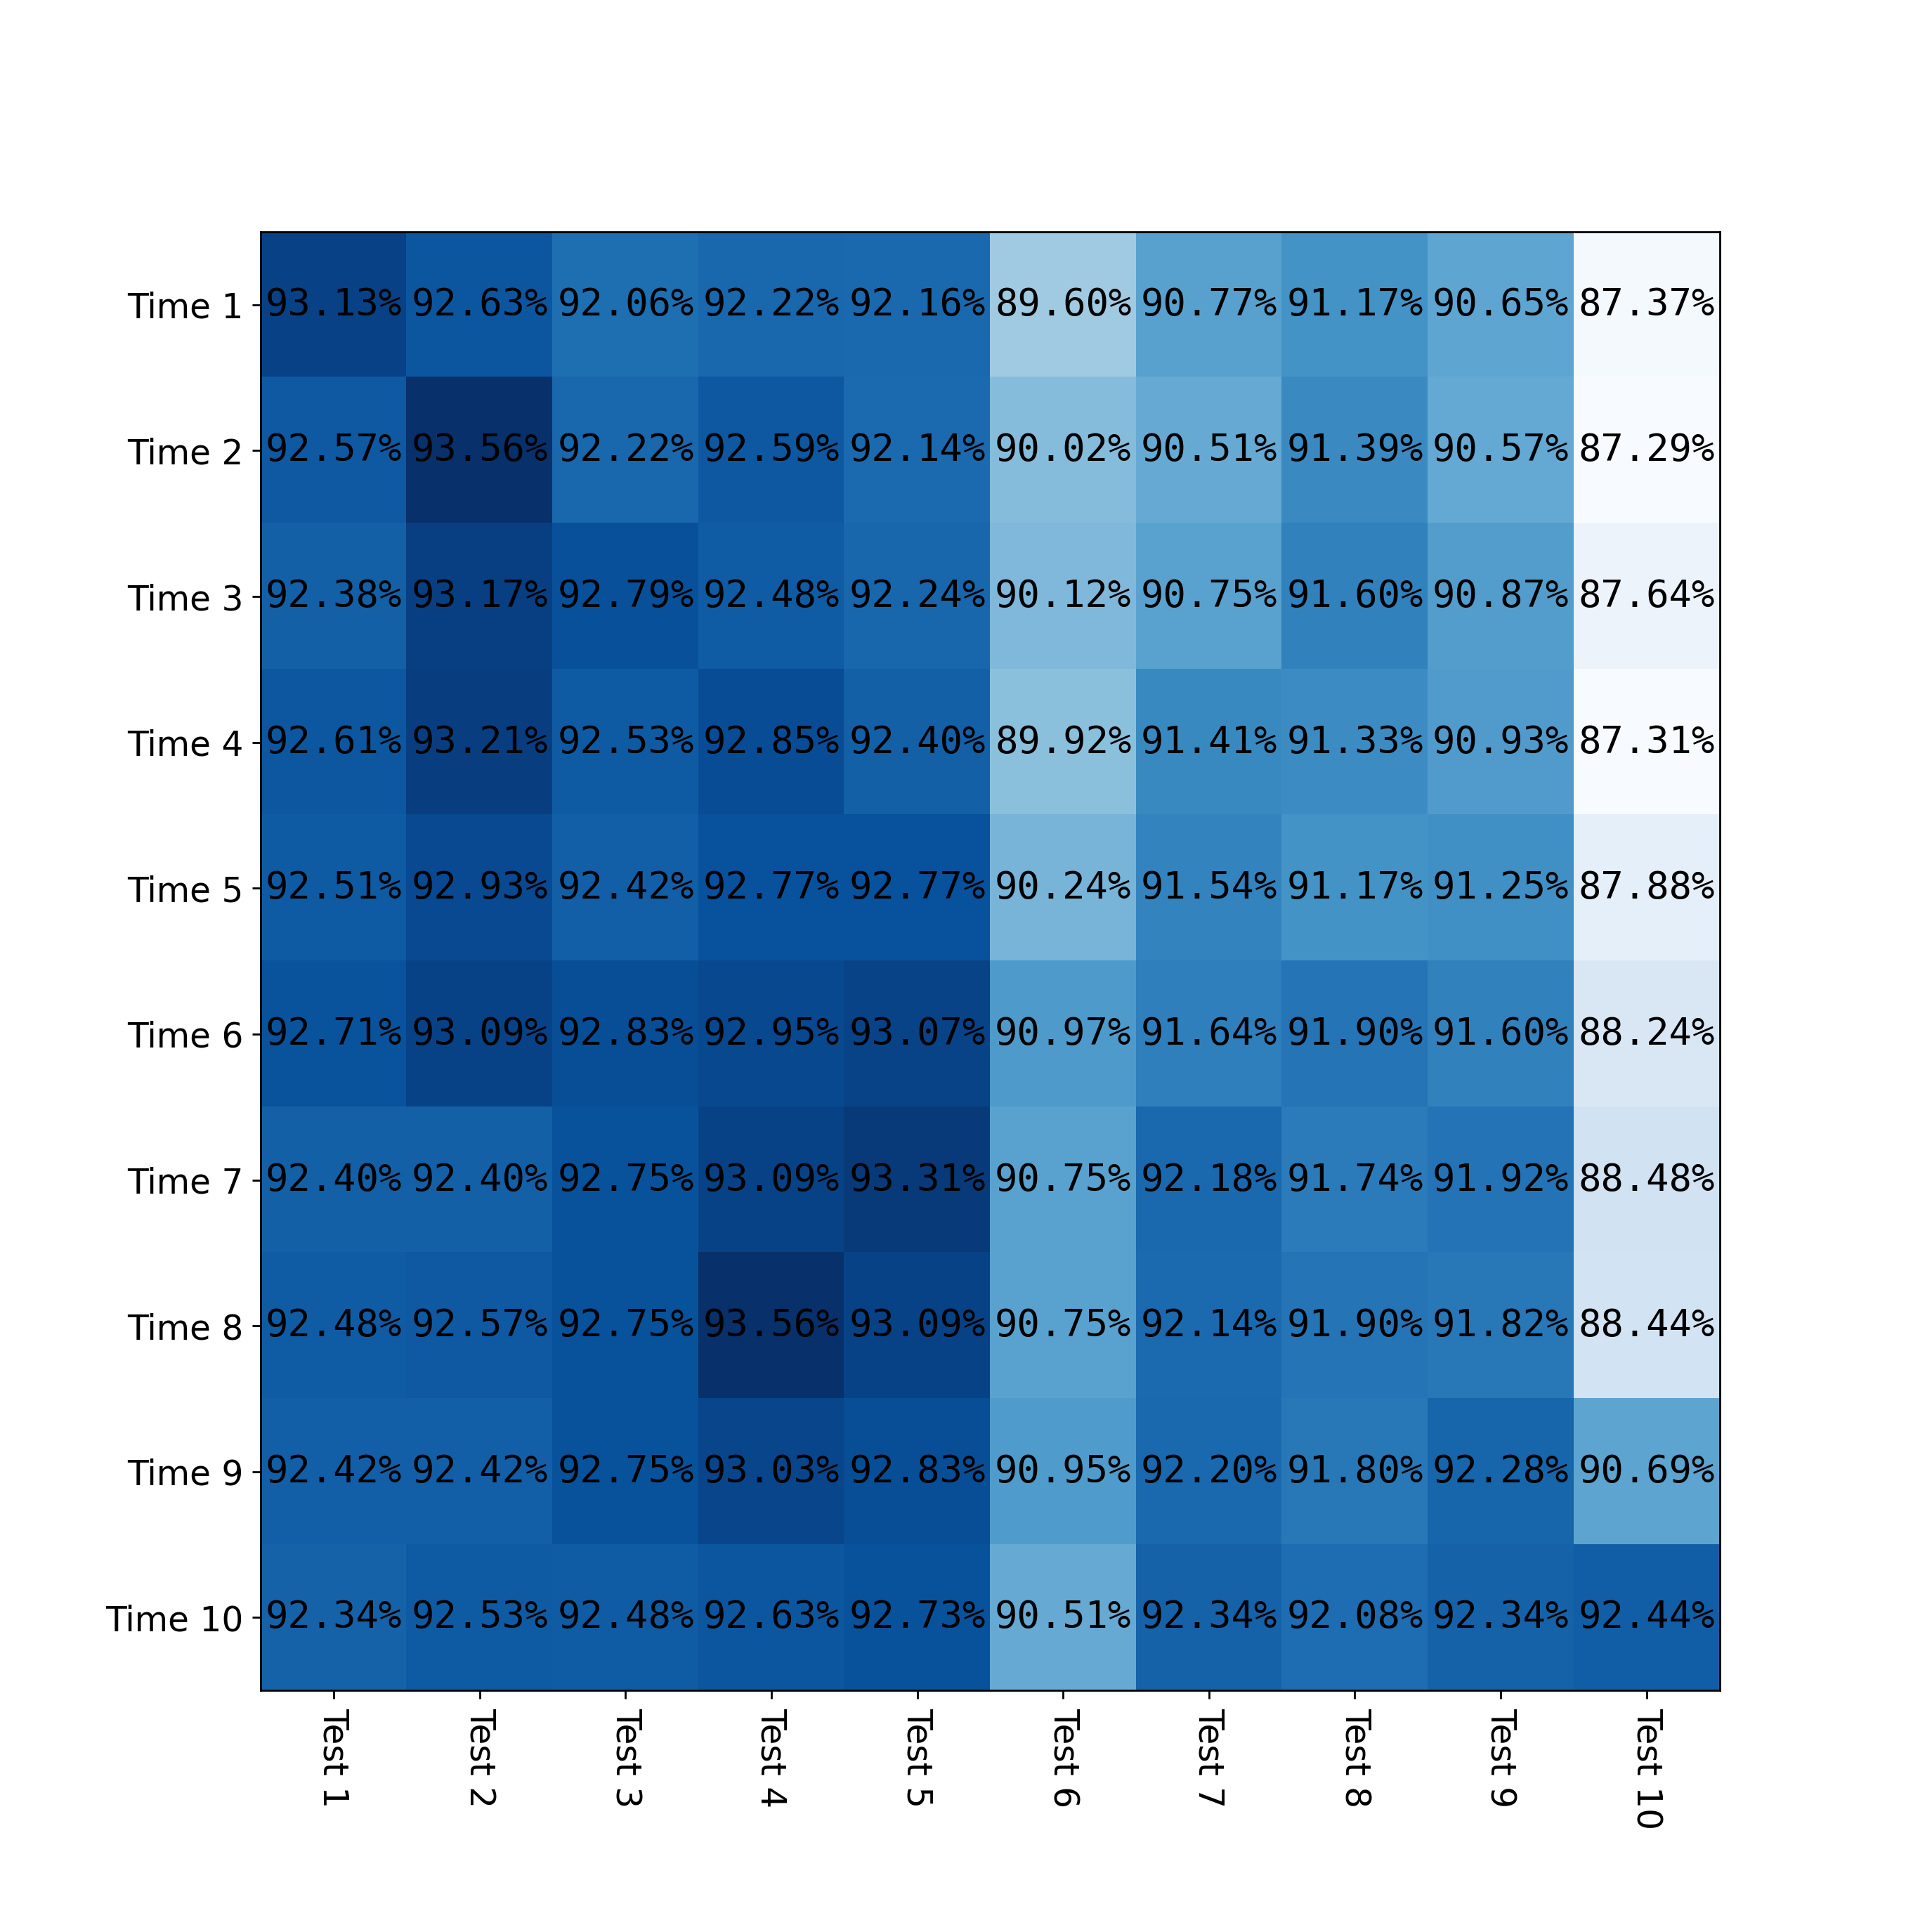 Time 1 93.13% 92.63% 92.06% 92.22% 92.16% 89.60% 90.77% 91.17% 90.65% 87.37%
Time 2 92.57% 93.56% 92.22% 92.59% 92.14% 90.02% 90.51% 91.39% 90.57% 87.29%
Time 3 92.38% 93.17% 92.79% 92.48% 92.24% 90.12% 90.75% 91.60% 90.87% 87.64%
Time 4 92.61% 93.21% 92.53% 92.85% 92.40% 89.92% 91.41% 91.33% 90.93% 87.31%
Time 5 92.51% 92.93% 92.42% 92.77% 92.77% 90.24% 91.54% 91.17% 91.25% 87.88%
Time 6 92.71% 93.09% 92.83% 92.95% 93.07% 90.97% 91.64% 91.90% 91.60% 88.24%
Time 7 92.40% 92.40% 92.75% 93.09% 93.31% 90.75% 92.18% 91.74% 91.92% 88.48%
Time 8 92.48% 92.57% 92.75% 93.56% 93.09% 90.75% 92.14% 91.90% 91.82% 88.44%
Time 9 92.42% 92.42% 92.75% 93.03% 92.83% 90.95% 92.20% 91.80% 92.28% 90.69%
Time 10 92.34% 92.53% 92.48% 92.63% 92.73% 90.51% 92.34% 92.08% 92.34% 92.44%
Test 1 Test 2 Test 3 Test 4 Test 5 Test 6 Test 7 Test 8 Test 9 Test 10